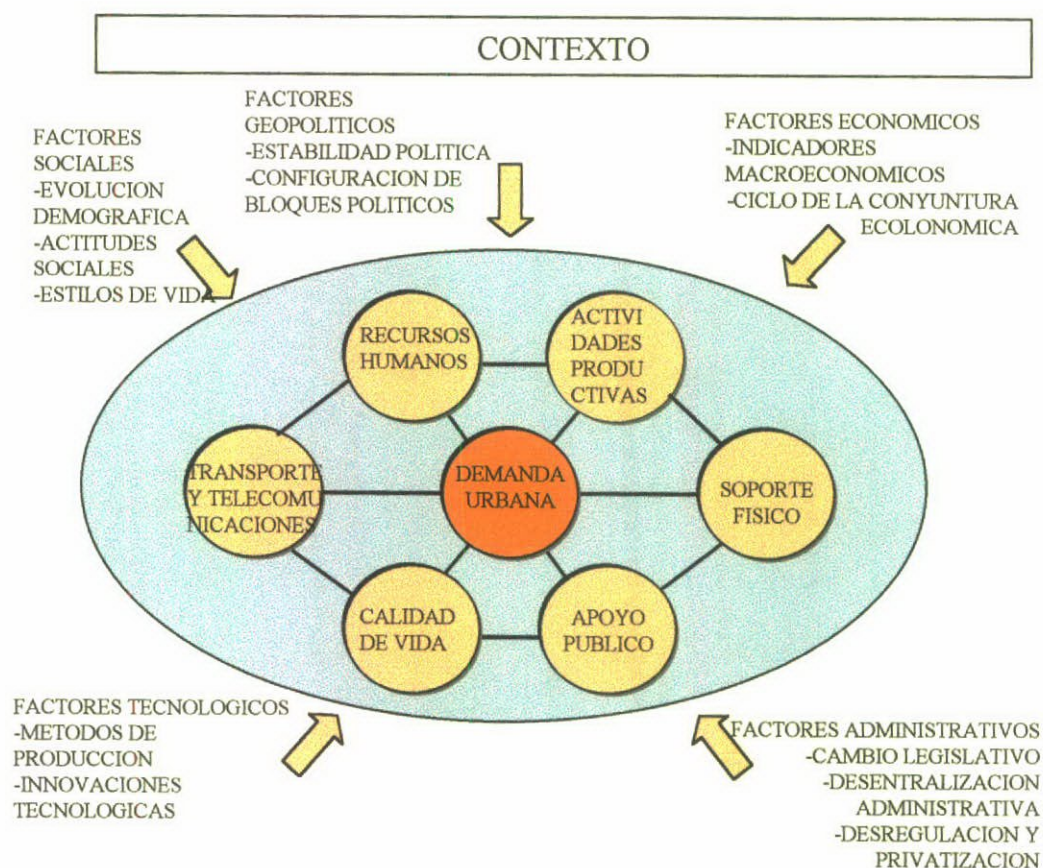 CONTEXTO
FACTORES
SOCIALES
-EVOLUCION
DEMOGRAFICA
-ACTITUDES
SOCIALES
-ESTILOS DE VIDA
FACTORES
GEOPOLITICOS
-ESTABILIDAD POLITICA
-CONFIGURACION DE
BLOQUES POLITICOS
FACTORES ECONOMICOS
-INDICADORES
MACROECONOMICOS
-CICLO DE LA CONYUNTURA
ECOLONOMICA
RECURSOS
HUMANOS
ACTIVI
DADES
PRODU
CTIVAS
TRANSPORTE
Y TELECOMU
NICACIONES
DEMANDA
URBANA
SOPORTE
FISICO
CALIDAD
DE VIDA
APOYO
PUBLICO
FACTORES TECNOLOGICOS
-METODOS DE
PRODUCCION
-INNOVACIONES
TECNOLOGICAS
FACTORES ADMINISTRATIVOS
-CAMBIO LEGISLATIVO
-DESENTRALIZACION
ADMINISTRATIVA
-DESREGULACION Y
PRIVATIZACION